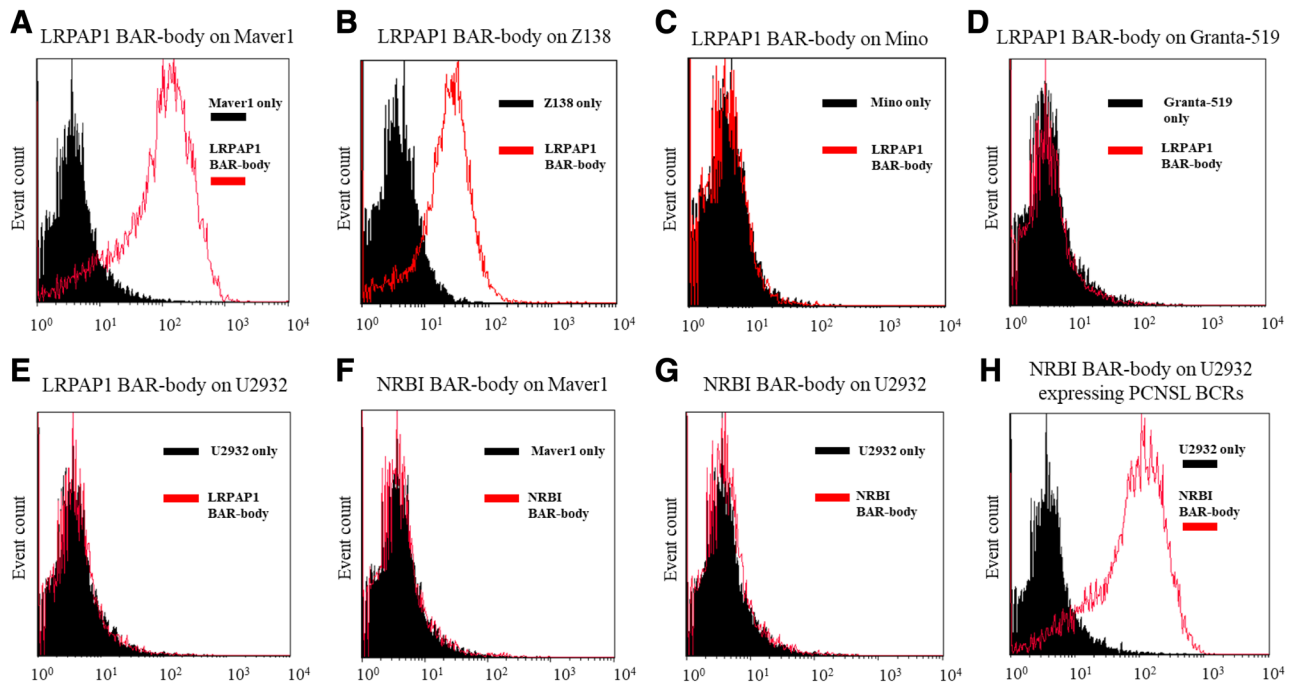 A
LRPAP1 BAR-body on Maver1
Event count
Maver1 only
LRPAP1
BAR-body
10⁰ 10¹ 10² 10³ 10⁴
B
LRPAP1 BAR-body on Z138
Event count
Z138 only
LRPAP1
BAR-body
10⁰ 10¹ 10² 10³ 10⁴
C
LRPAP1 BAR-body on Mino
Event count
Mino only
LRPAP1
BAR-body
10⁰ 10¹ 10² 10³ 10⁴
D
LRPAP1 BAR-body on Granta-519
Event count
Granta-519
only
LRPAP1
BAR-body
10⁰ 10¹ 10² 10³ 10⁴
E
LRPAP1 BAR-body on U2932
Event count
U2932 only
LRPAP1
BAR-body
10⁰ 10¹ 10² 10³ 10⁴
F
NRBI BAR-body on Maver1
Event count
Maver1 only
NRBI
BAR-body
10⁰ 10¹ 10² 10³ 10⁴
G
NRBI BAR-body on U2932
Event count
U2932 only
NRBI
BAR-body
10⁰ 10¹ 10² 10³ 10⁴
H
NRBI BAR-body on U2932
expressing PCNSL BCRs
Event count
U2932 only
NRBI
BAR-body
10⁰ 10¹ 10² 10³ 10⁴